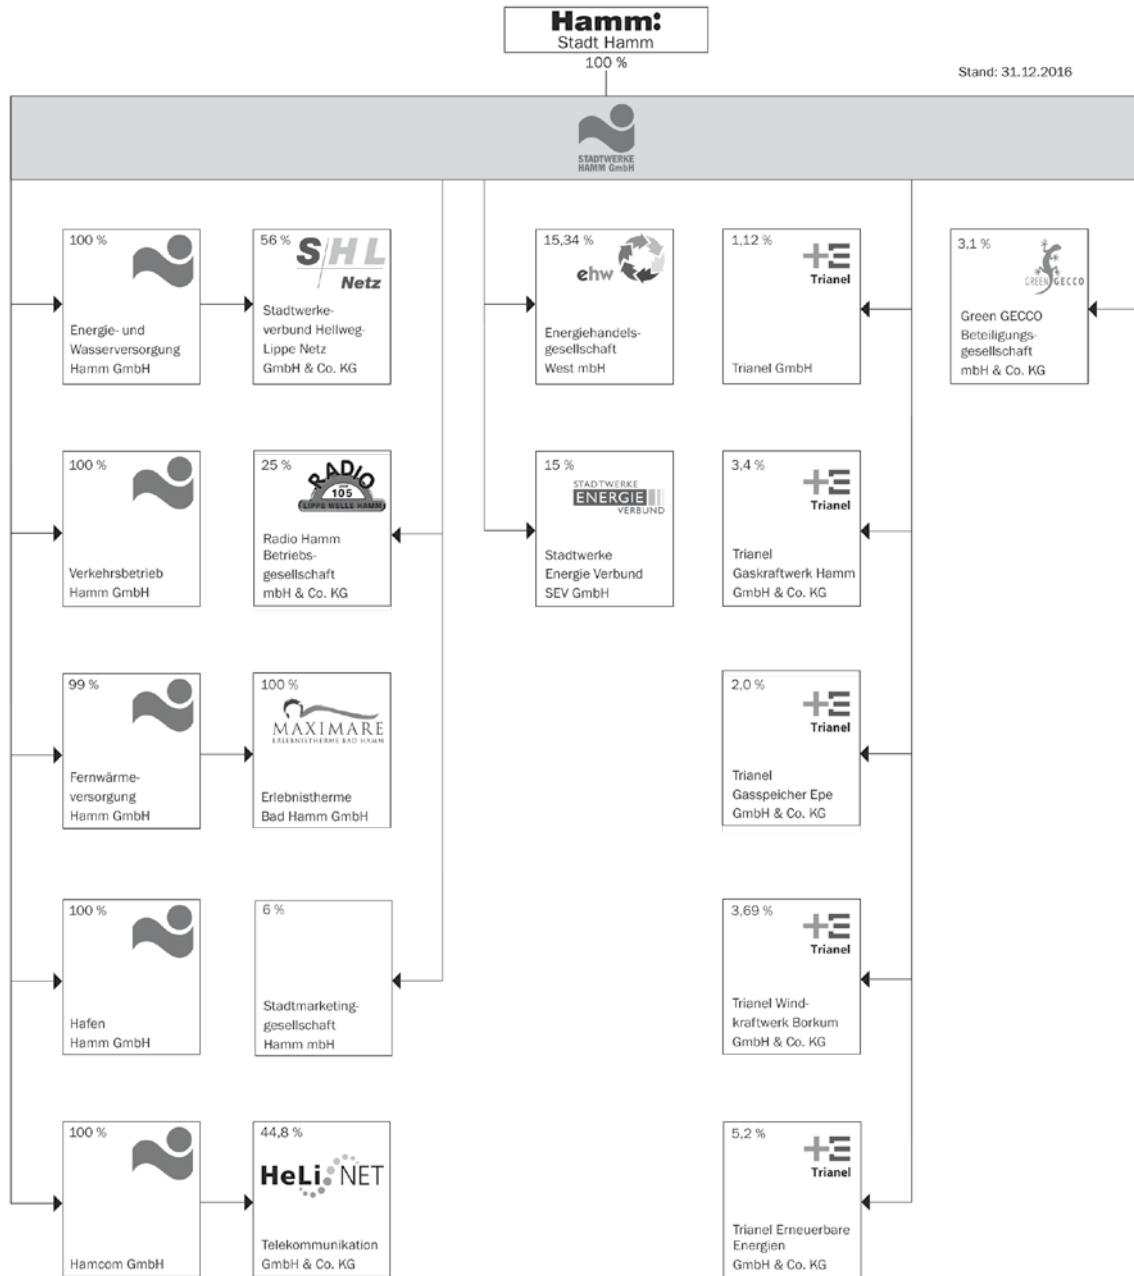 Hamm:
Stadt Hamm
100 %
Stand: 31.12.2016
STADTWERKE
HAMM GmbH
100 %
Energie- und
Wasserversorgung
Hamm GmbH
56 %
S/HL
Netz
Stadtwerke-
verbund Hellweg-
Lippe Netz
GmbH & Co. KG
15,34 %
ehw
Energiehandels-
gesellschaft
West mbH
1,12 %
Trianel
Trianel GmbH
3,1 %
GREEN GECCO
Green GECCO
Beteiligungs-
gesellschaft
mbH & Co. KG
100 %
Verkehrsbetrieb
Hamm GmbH
25 %
RADIO
105
LIPPE WELLE HAMM
Radio Hamm
Betriebs-
gesellschaft
mbH & Co. KG
15 %
STADTWERKE
ENERGIE
VERBUND
Stadtwerke
Energie Verbund
SEV GmbH
3,4 %
Trianel
Trianel
Gaskraftwerk Hamm
GmbH & Co. KG
99 %
Fernwärme-
versorgung
Hamm GmbH
100 %
MAXIMARE
ERLEBNISTHERME BAD HAMM
Erlebnistherme
Bad Hamm GmbH
2,0 %
Trianel
Trianel
Gasspeicher Epe
GmbH & Co. KG
100 %
Hafen
Hamm GmbH
6 %
Stadtmarketing-
gesellschaft
Hamm mbH
3,69 %
Trianel
Trianel Wind-
kraftwerk Borkum
GmbH & Co. KG
100 %
Hamcom GmbH
44,8 %
HeLi NET
Telekommunikation
GmbH & Co. KG
5,2 %
Trianel
Trianel Erneuerbare
Energien
GmbH & Co. KG